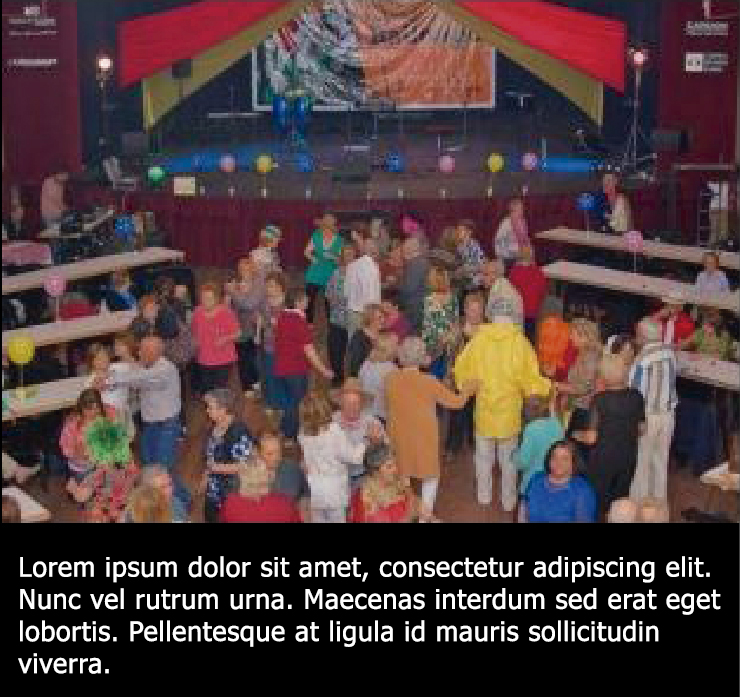 Lorem ipsum dolor sit amet, consectetur adipiscing elit.
Nunc vel rutrum urna. Maecenas interdum sed erat eget
lobortis. Pellentesque at ligula id mauris sollicitudin
viverra.